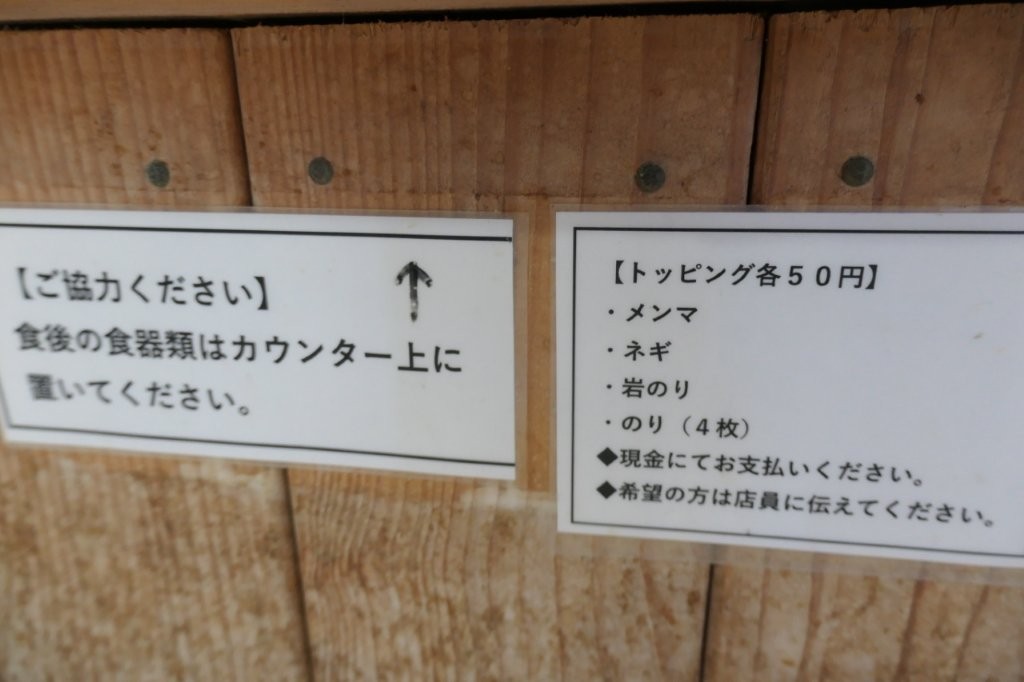 【ご協力ください】
食後の食器類はカウンター上に
置いてください。
【トッピング各５０円】
・メンマ
・ネギ
・岩のり
・のり（４枚）
◆現金にてお支払いください。
◆希望の方は店員に伝えてください。